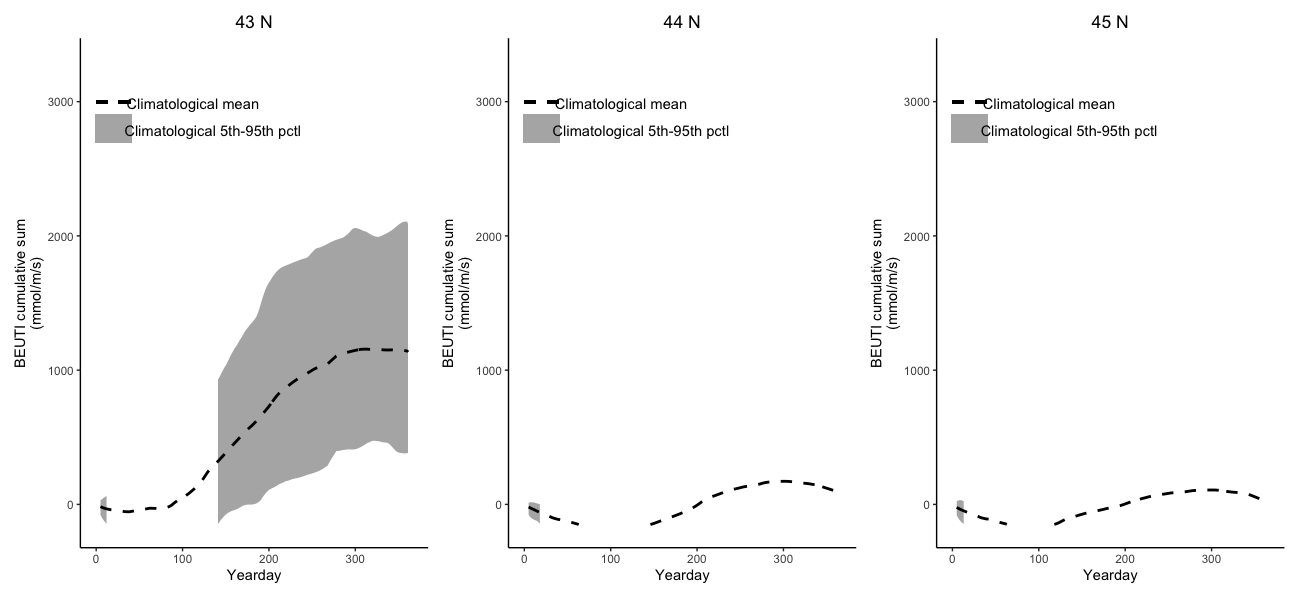 43 N
3000
2000
1000
0
BEUTI cumulative sum
(mmol/m/s)
Climatological mean
Climatological 5th-95th pctl
0 100 200 300
Yearday
44 N
3000
2000
1000
0
BEUTI cumulative sum
(mmol/m/s)
Climatological mean
Climatological 5th-95th pctl
0 100 200 300
Yearday
45 N
3000
2000
1000
0
BEUTI cumulative sum
(mmol/m/s)
Climatological mean
Climatological 5th-95th pctl
0 100 200 300
Yearday